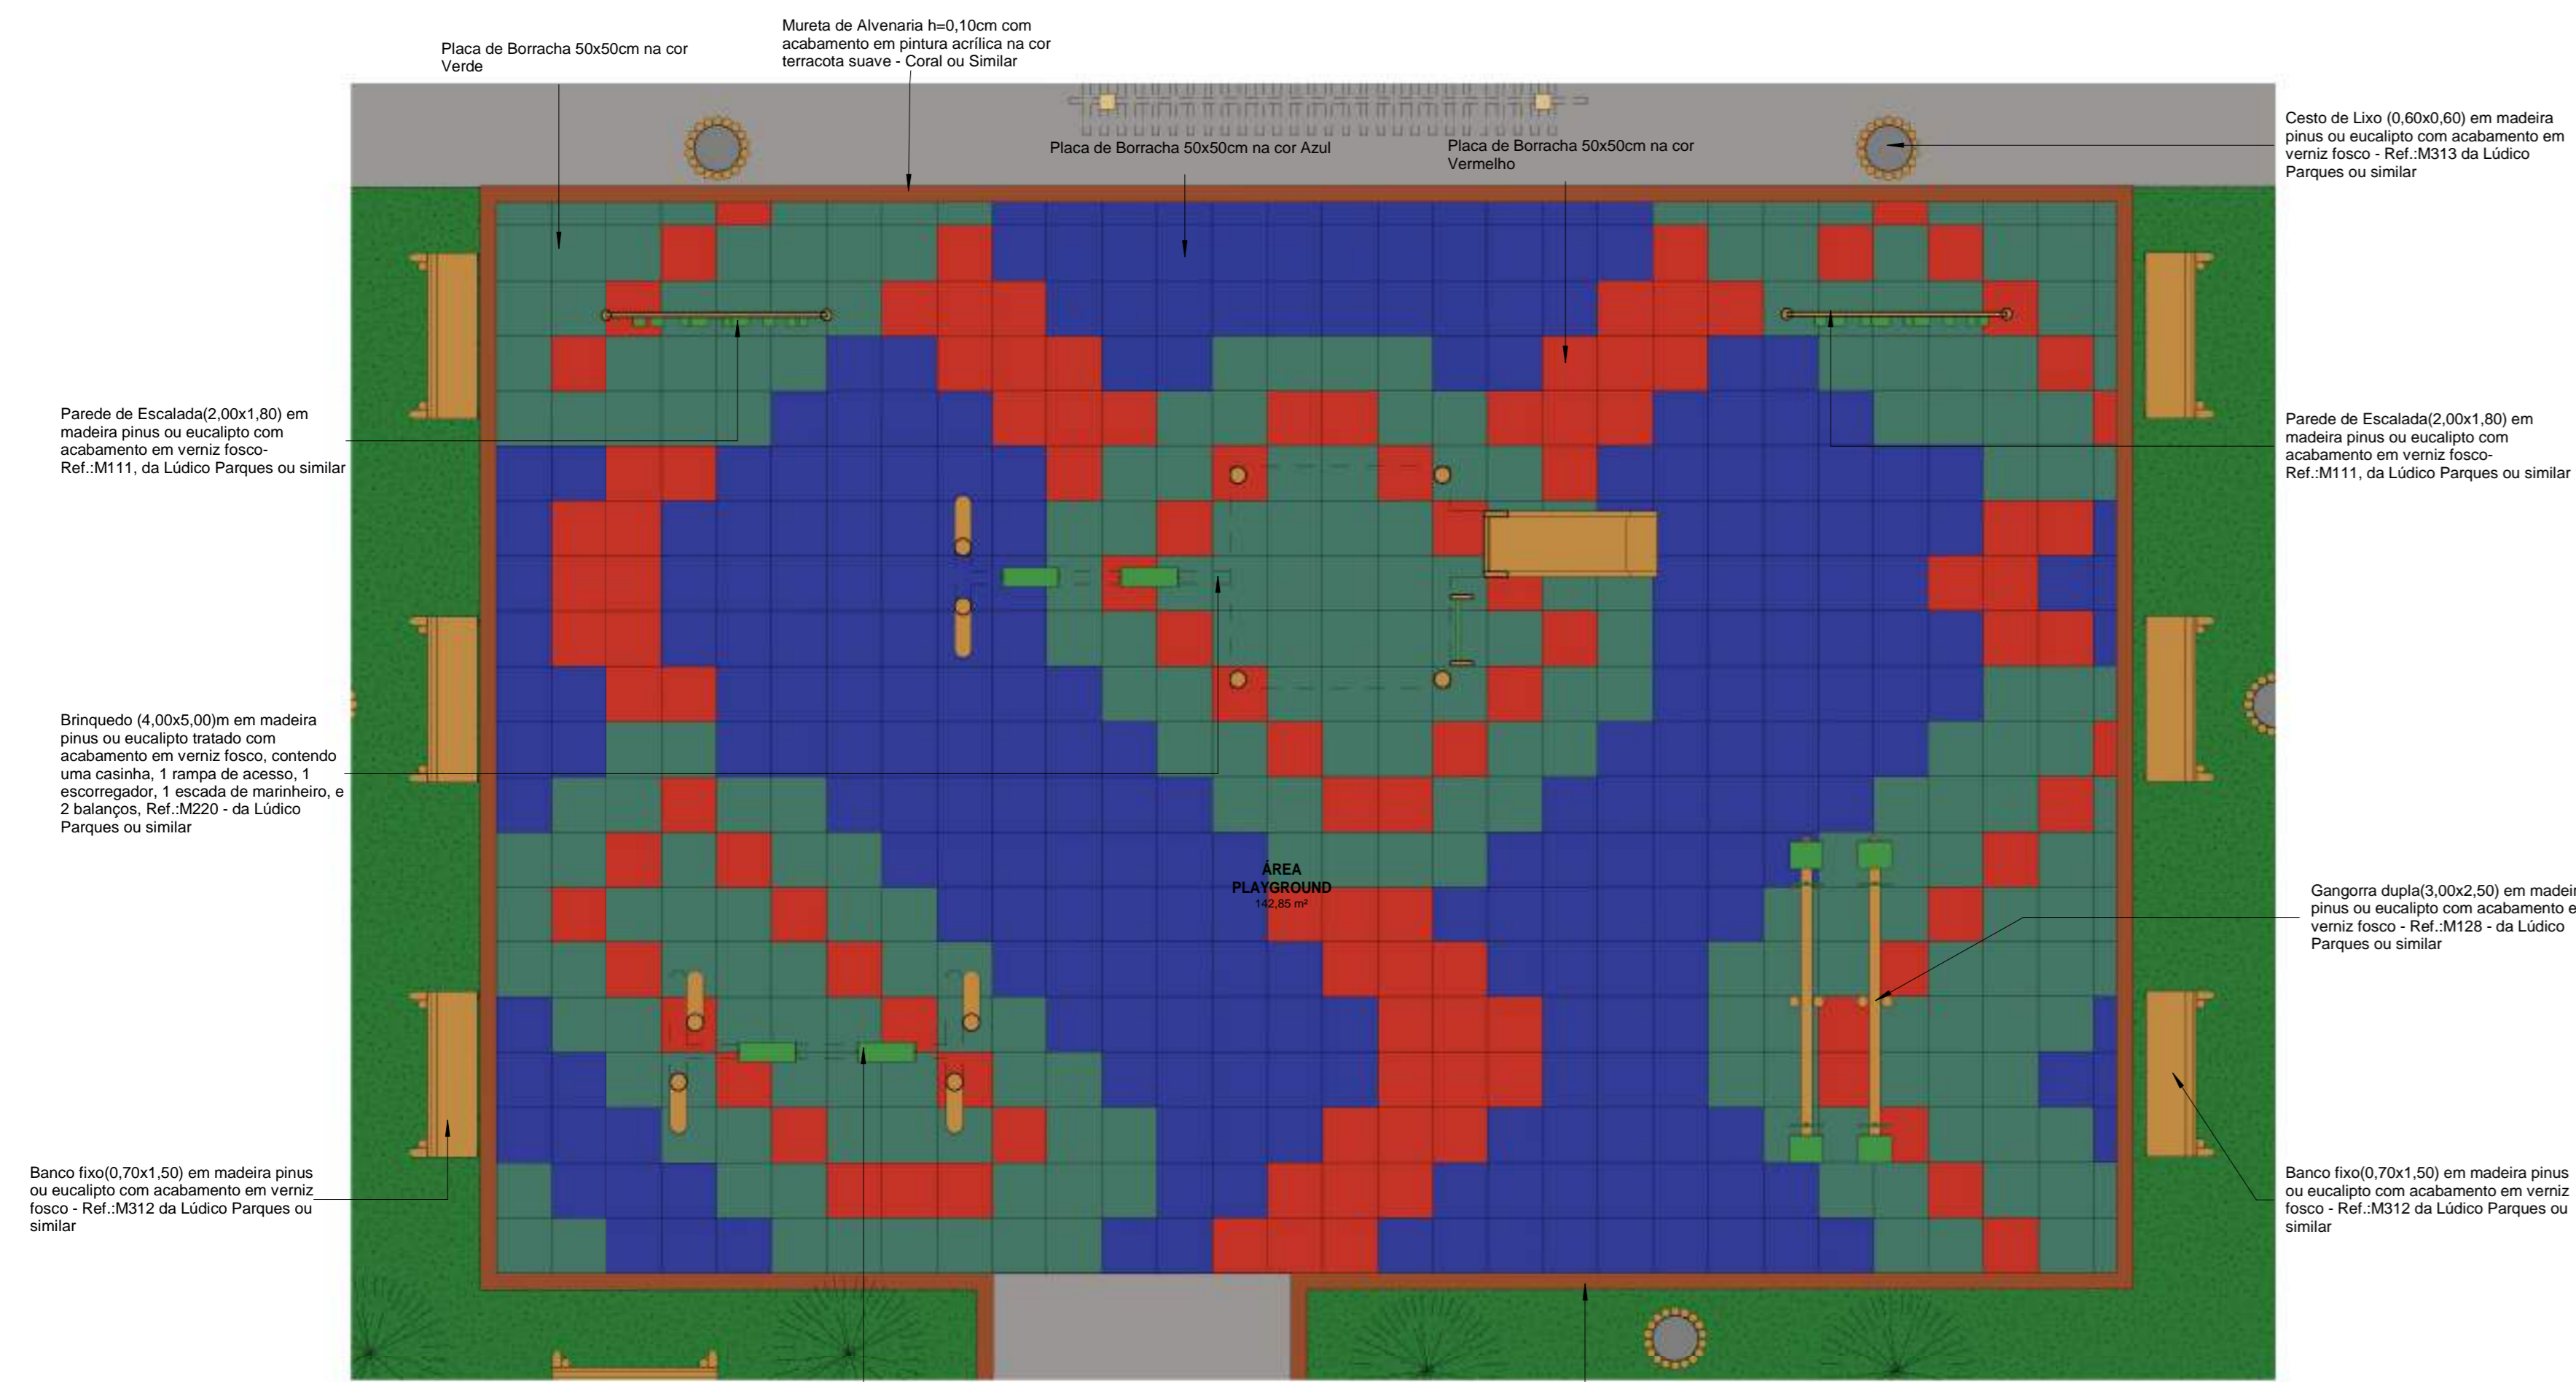 Placa de Borracha 50x50cm na cor
Verde
Mureta de Alvenaria h=0,10cm com
acabamento em pintura acrílica na cor
terracota suave - Coral ou Similar
Placa de Borracha 50x50cm na cor Azul
Placa de Borracha 50x50cm na cor
Vermelho
Cesto de Lixo (0,60x0,60) em madeira
pinus ou eucalipto com acabamento em
verniz fosco - Ref.:M313 da Lúdico
Parques ou similar
Parede de Escalada(2,00x1,80) em
madeira pinus ou eucalipto com
acabamento em verniz fosco-
Ref.:M111, da Lúdico Parques ou similar
Parede de Escalada(2,00x1,80) em
madeira pinus ou eucalipto com
acabamento em verniz fosco-
Ref.:M111, da Lúdico Parques ou similar
Brinquedo (4,00x5,00)m em madeira
pinus ou eucalipto tratado com
acabamento em verniz fosco, contendo
uma casinha, 1 rampa de acesso, 1
escorregador, 1 escada de marinheiro, e
2 balanços, Ref.:M220 - da Lúdico
Parques ou similar
ÁREA
PLAYGROUND
142,85 m²
Gangorra dupla(3,00x2,50) em madeir
pinus ou eucalipto com acabamento e
verniz fosco - Ref.:M128 - da Lúdico
Parques ou similar
Banco fixo(0,70x1,50) em madeira pinus
ou eucalipto com acabamento em verniz
fosco - Ref.:M312 da Lúdico Parques ou
similar
Banco fixo(0,70x1,50) em madeira pinus
ou eucalipto com acabamento em verniz
fosco - Ref.:M312 da Lúdico Parques ou
similar